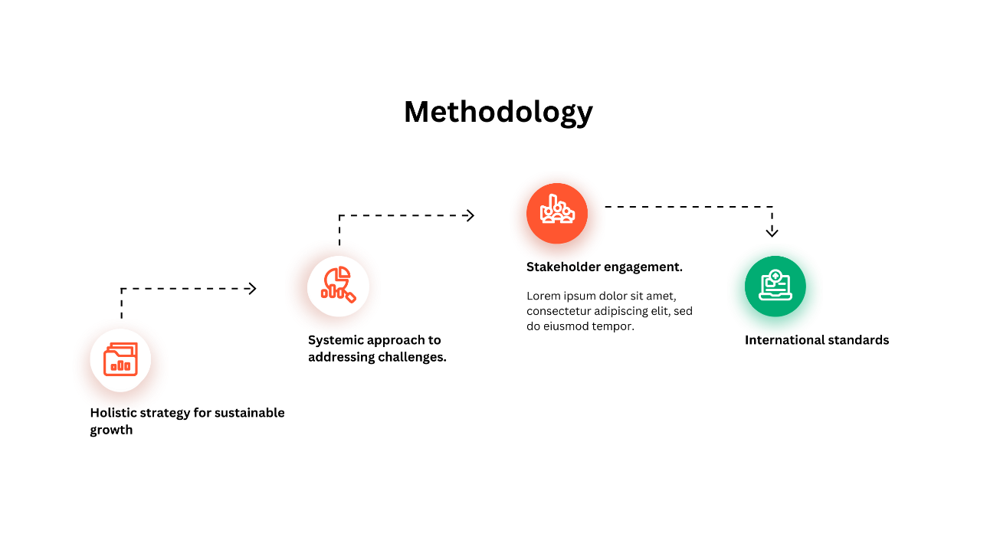 Methodology
Holistic strategy for sustainable
growth
Systemic approach to
addressing challenges.
Stakeholder engagement.
Lorem ipsum dolor sit amet,
consectetur adipiscing elit, sed
do eiusmod tempor.
International standards